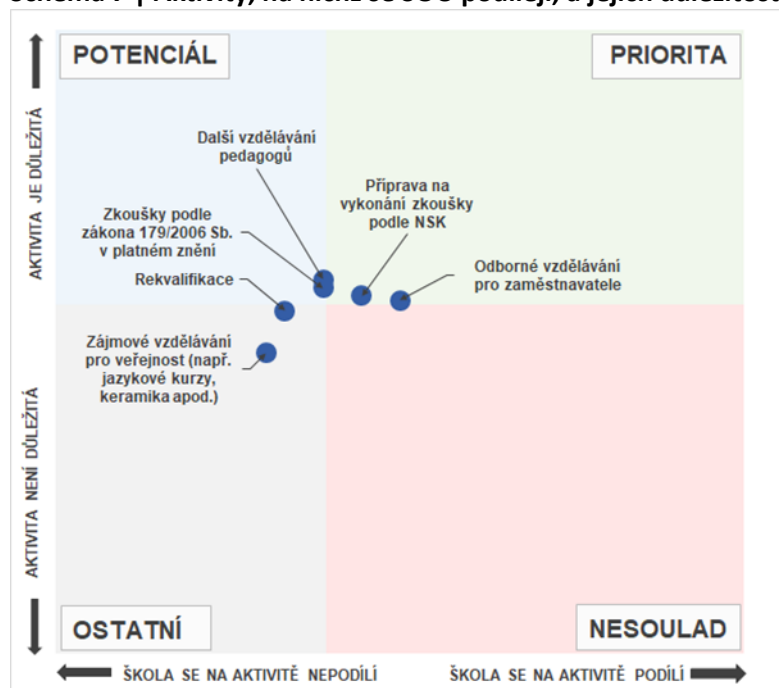 POTENCIÁL
PRIORITA
Další vzdělávání
pedagogů
Příprava na
vykonání zkoušky
podle NSK
Zkoušky podle
zákona 179/2006 Sb.
v platném znění
Rekvalifikace
Odborné vzdělávání
pro zaměstnavatele
Zájmové vzdělávání
pro veřejnost (např.
jazykové kurzy,
keramika apod.)
AKTIVITA JE DŮLEŽITÁ
AKTIVITA NENÍ DŮLEŽITÁ
OSTATNÍ
NESOULAD
ŠKOLA SE NA AKTIVITĚ NEPODÍLÍ
ŠKOLA SE NA AKTIVITĚ PODÍLÍ